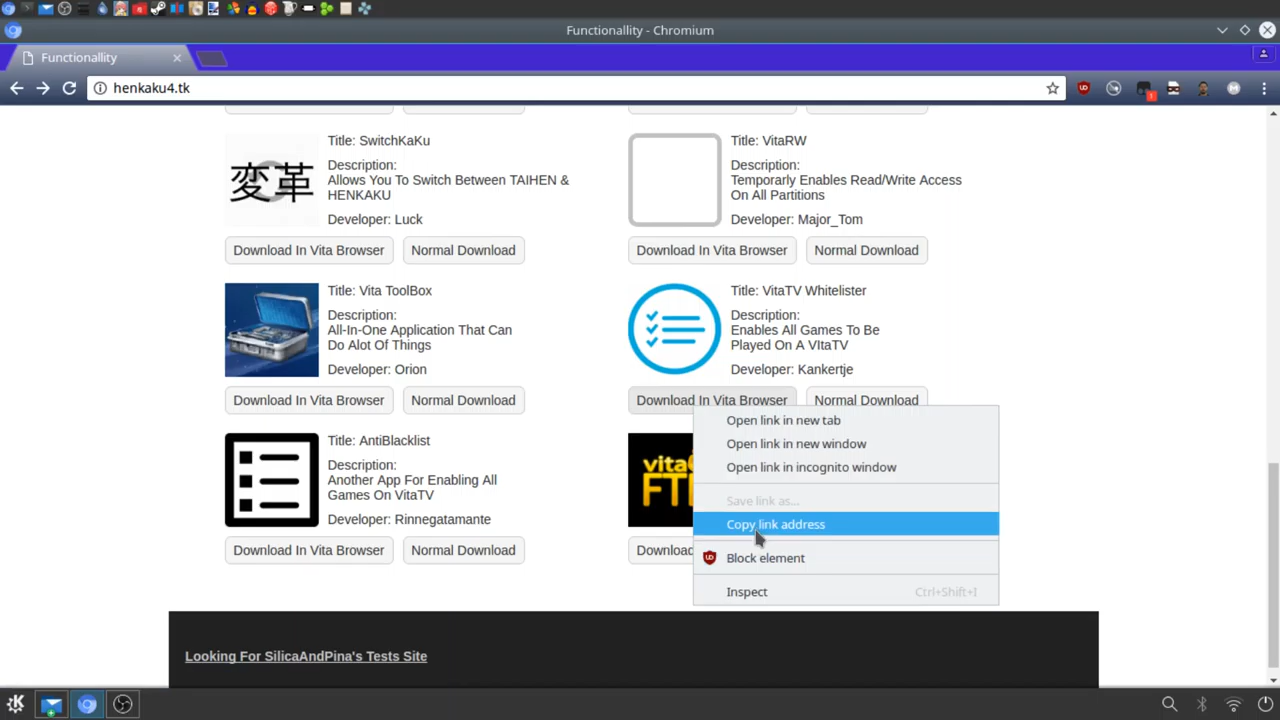 Functionallity - Chromium
Functionallity
henkaku4.tk
変革
Title: SwitchKaKu
Description:
Allows You To Switch Between TAIHEN &
HENKAKU
Developer: Luck
Download In Vita Browser
Normal Download
Title: VitaRW
Description:
Temporarly Enables Read/Write Access
On All Partitions
Developer: Major_Tom
Download In Vita Browser
Normal Download
Title: Vita ToolBox
Description:
All-In-One Application That Can
Do Alot Of Things
Developer: Orion
Download In Vita Browser
Normal Download
Title: VitaTV Whitelister
Description:
Enables All Games To Be
Played On A VItaTV
Developer: Kankertje
Download In Vita Browser
Normal Download
Title: AntiBlacklist
Description:
Another App For Enabling All
Games On VitaTV
Developer: Rinnegatamante
Download In Vita Browser
Normal Download
vita
FT
Downloa
Open link in new tab
Open link in new window
Open link in incognito window
Save link as...
Copy link address
Block element
Inspect Ctrl+Shift+I
Looking For SilicaAndPina's Tests Site